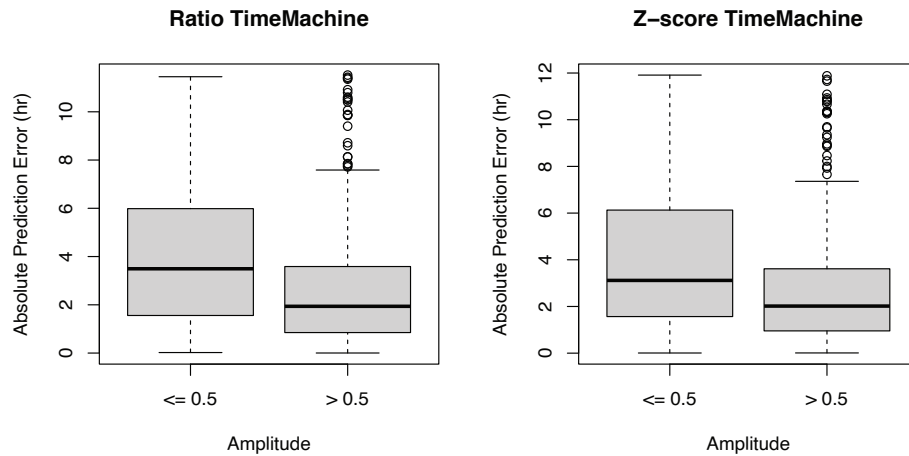 Ratio TimeMachine
Absolute Prediction Error (hr)
10
8
6
4
2
0
<= 0.5
> 0.5
Amplitude
Z−score TimeMachine
Absolute Prediction Error (hr)
12
10
8
6
4
2
0
<= 0.5
> 0.5
Amplitude